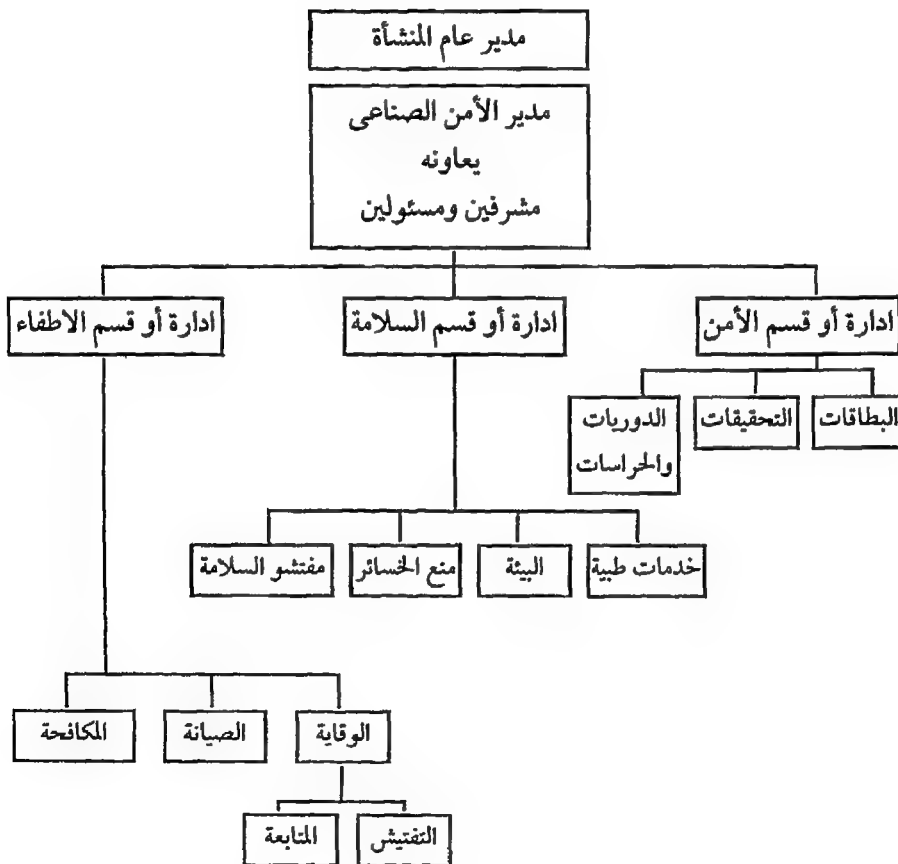 مدير عام المنشأة
مدير الأمن الصناعى
يعاونه
مشرفين ومسئولين
ادارة أو قسم الأمن
ادارة أو قسم السلامة
ادارة أو قسم الاطفاء
البطاقات
التحقيقات
الدوريات
والحراسات
خدمات طبية
البيئة
منع الخسائر
مفتشو السلامة
الوقاية
الصيانة
المكافحة
التفتيش
المتابعة